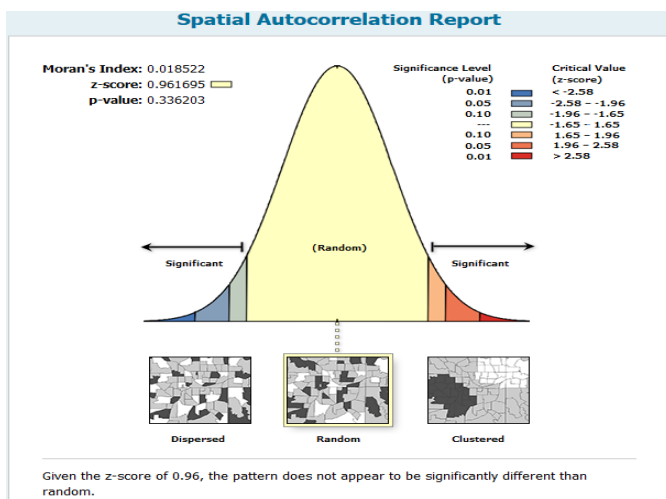 Spatial Autocorrelation Report
Moran's Index: 0.018522
z-score: 0.961695
p-value: 0.336203
Significance Level Critical Value
(p-value) (z-score)
0.01 < -2.58
0.05 -2.58 - -1.96
0.10 -1.96 - -1.65
--- -1.65 - 1.65
0.10 1.65 - 1.96
0.05 1.96 - 2.58
0.01 > 2.58
(Random)
Significant Significant
Dispersed Random Clustered
Given the z-score of 0.96, the pattern does not appear to be significantly different than
random.